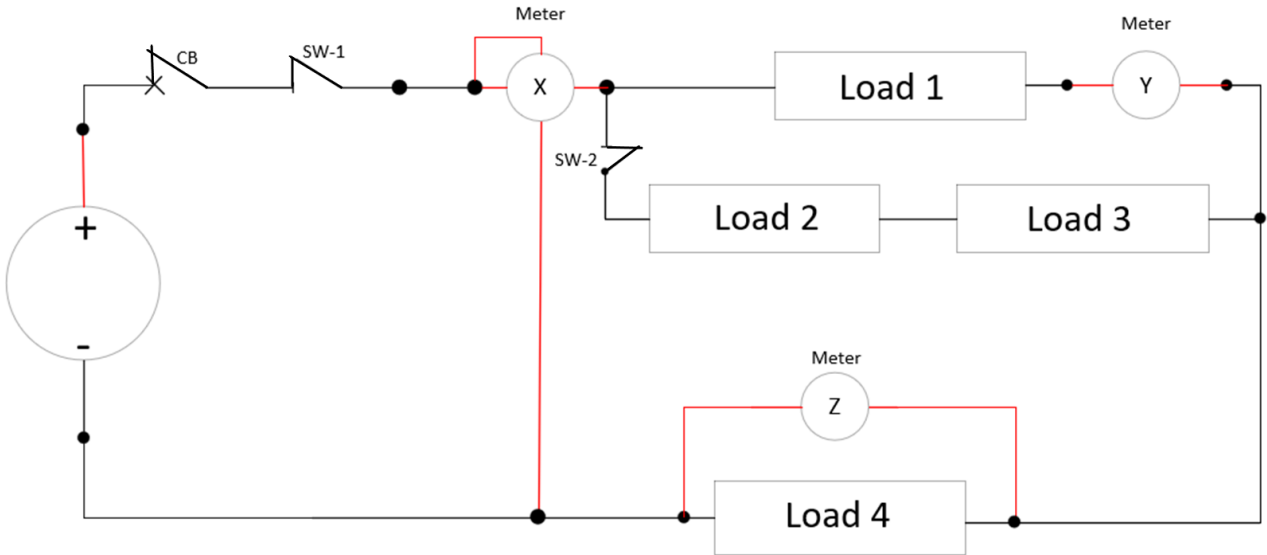 Meter
Meter
CB
SW-1
X
Load 1
Y
SW-2
Load 2
Load 3
+
-
Meter
Z
Load 4